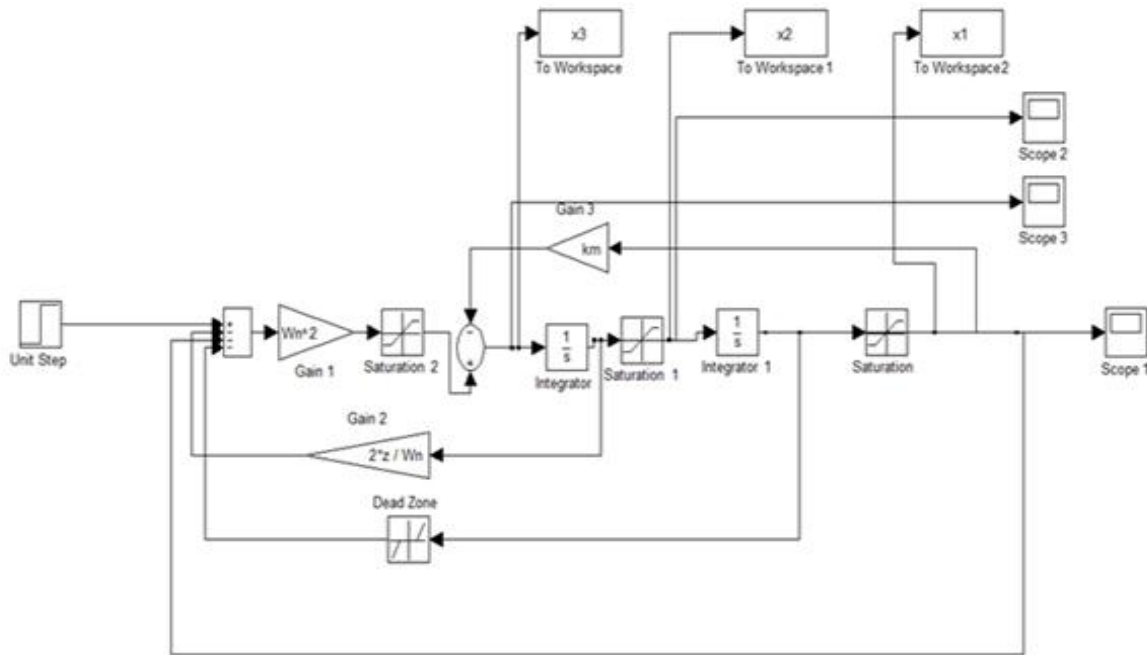 x3
To Workspace
x2
To Workspace 1
x1
To Workspace2
Scope 2
Scope 3
Gain 3
km
Unit Step
+
-
-
-
Wn^2
Gain 1
Saturation 2
-
+
1
s
Integrator
Saturation 1
1
s
Integrator 1
Saturation
Scope 1
Gain 2
2*z / Wn
Dead Zone